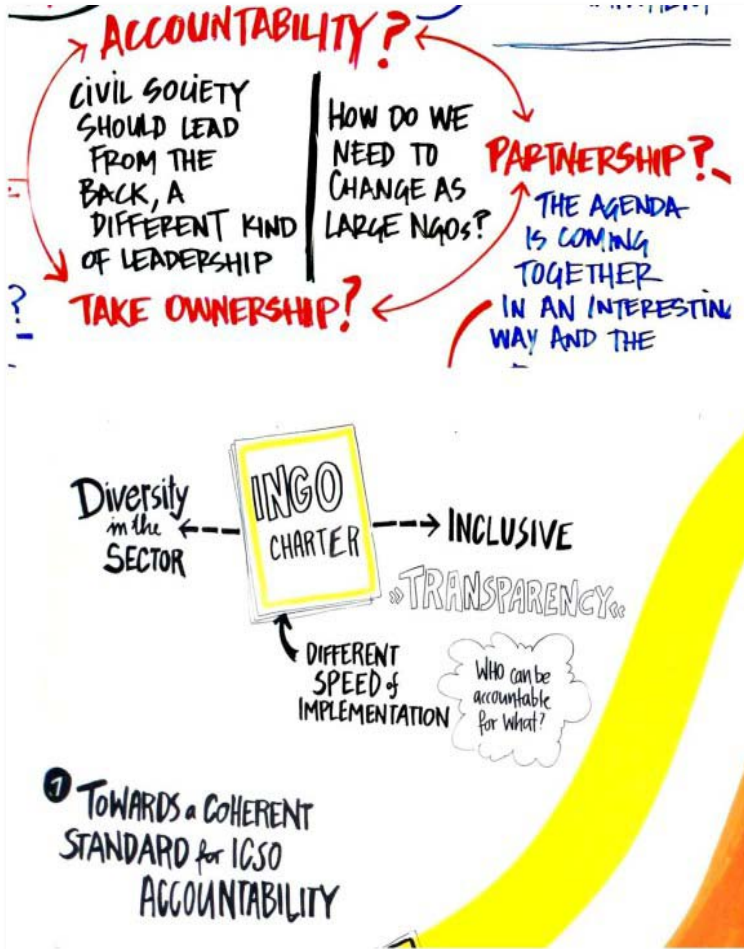 ACCOUNTABILITY?
CIVIL SOCIETY
SHOULD LEAD
FROM THE
BACK, A
DIFFERENT KIND
OF LEADERSHIP
HOW DO WE
NEED TO
CHANGE AS
LARGE NGOs?
PARTNERSHIP?
THE AGENDA
IS COMING
TOGETHER
IN AN INTERESTING
WAY AND THE
?
TAKE OWNERSHIP?
Diversity
in the
SECTOR
INGO
CHARTER
INCLUSIVE
»TRANSPARENCY«
DIFFERENT
SPEED of
IMPLEMENTATION
WHO can be
accountable
for what?
1 TOWARDS a COHERENT
STANDARD for ICSO
ACCOUNTABILITY